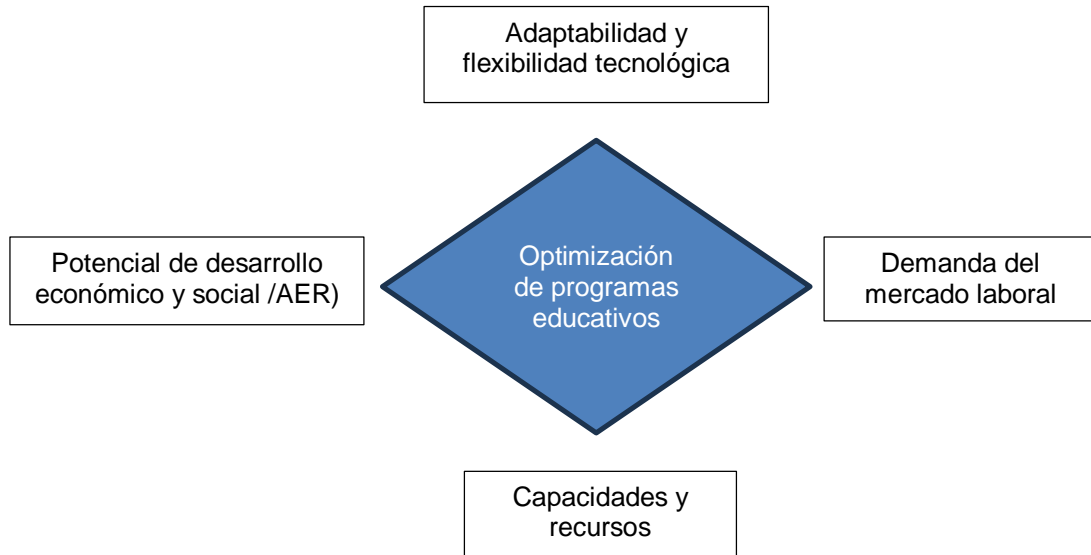 Adaptabilidad y
flexibilidad tecnológica
Potencial de desarrollo
económico y social /AER)
Optimización
de programas
educativos
Demanda del
mercado laboral
Capacidades y
recursos